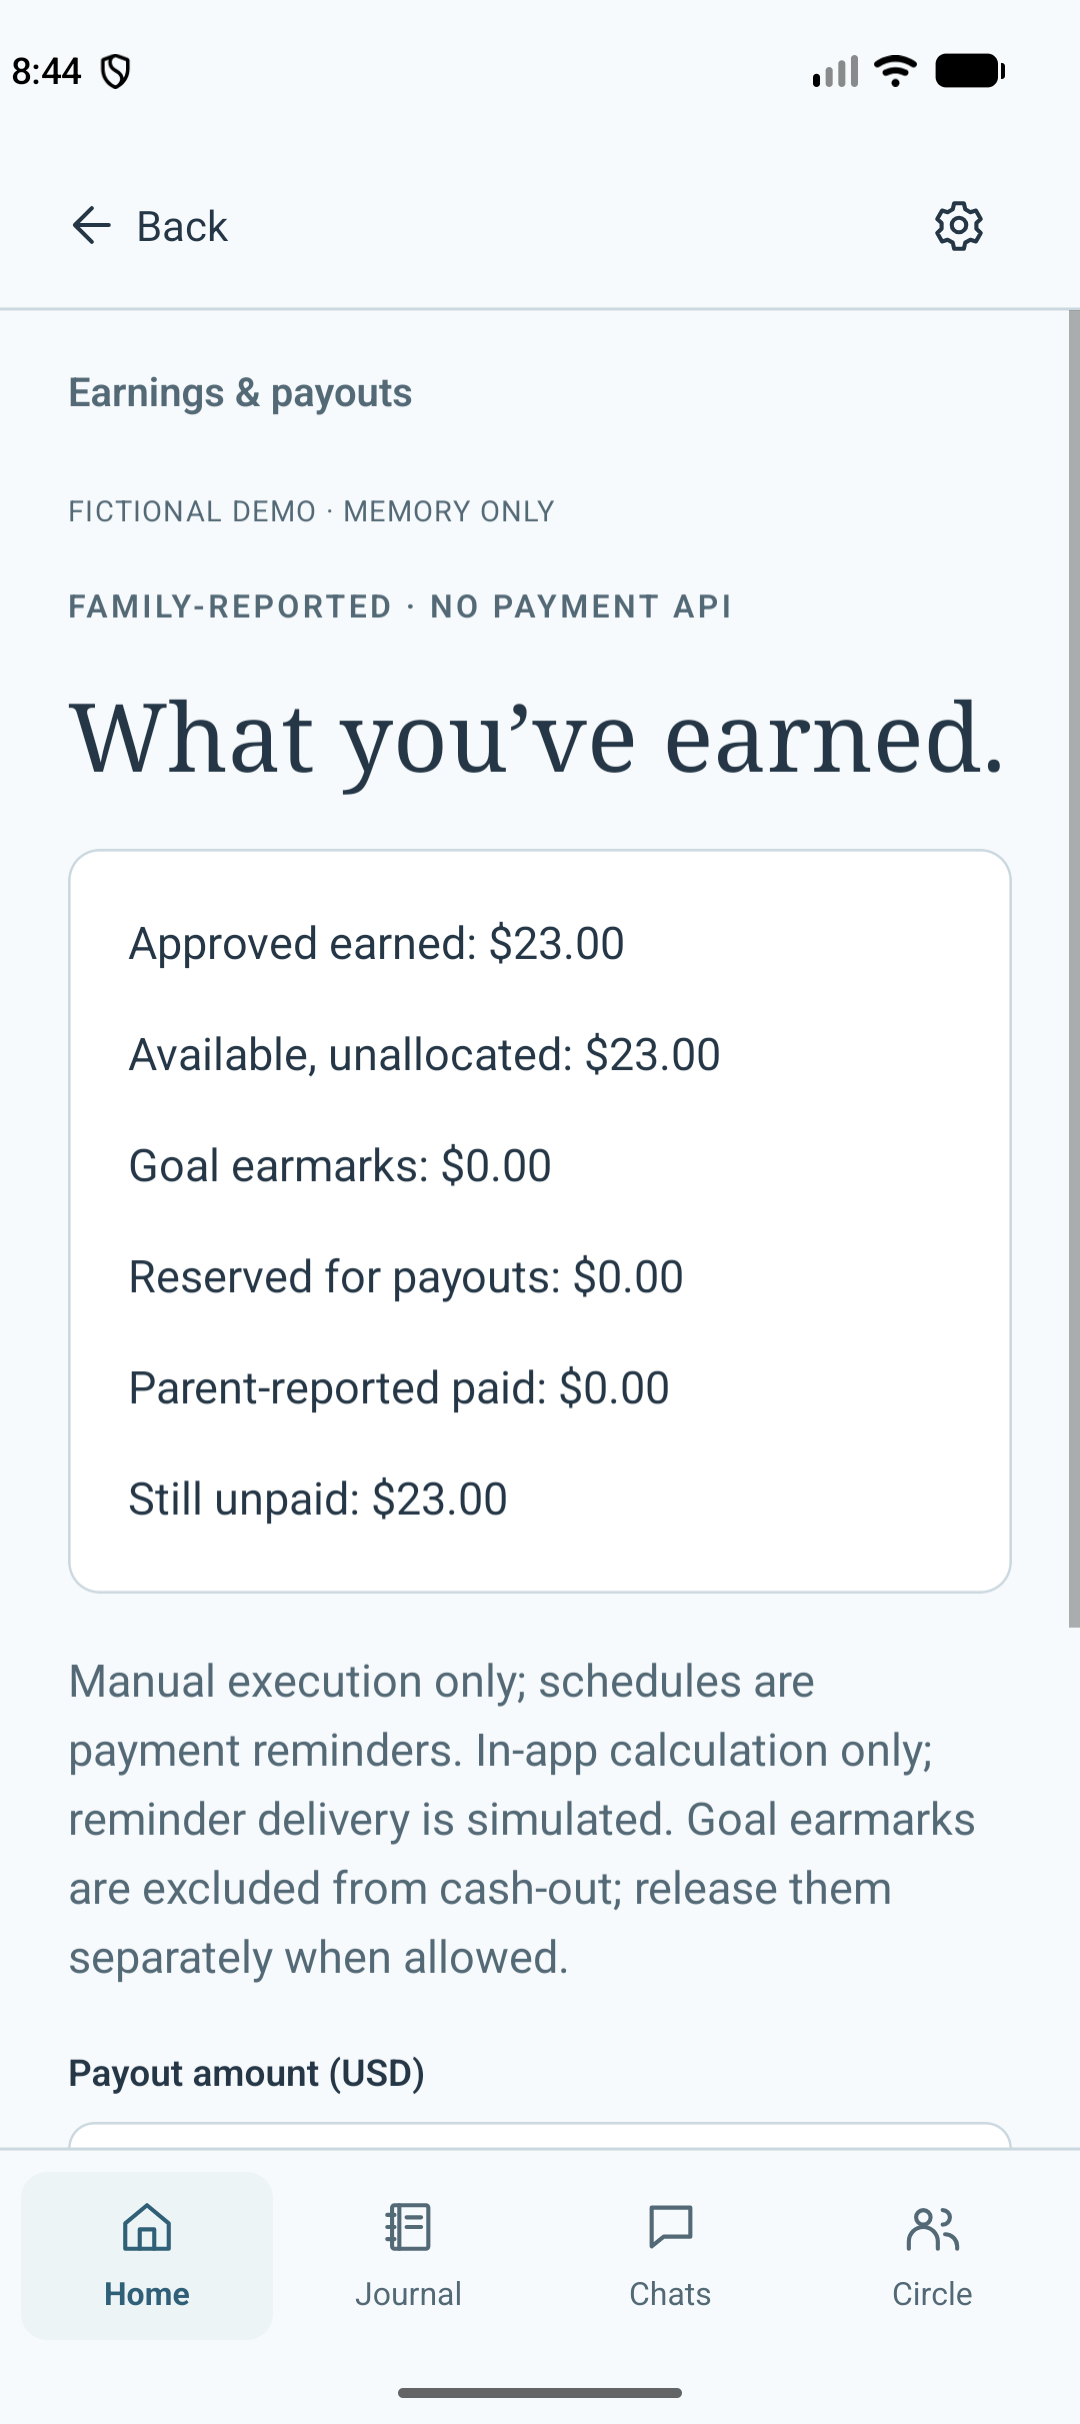 8:44
Back
Earnings & payouts
FICTIONAL DEMO · MEMORY ONLY
FAMILY-REPORTED · NO PAYMENT API
What you’ve earned.
Approved earned: $23.00
Available, unallocated: $23.00
Goal earmarks: $0.00
Reserved for payouts: $0.00
Parent-reported paid: $0.00
Still unpaid: $23.00
Manual execution only; schedules are
payment reminders. In-app calculation only;
reminder delivery is simulated. Goal earmarks
are excluded from cash-out; release them
separately when allowed.
Payout amount (USD)
Home
Journal
Chats
Circle